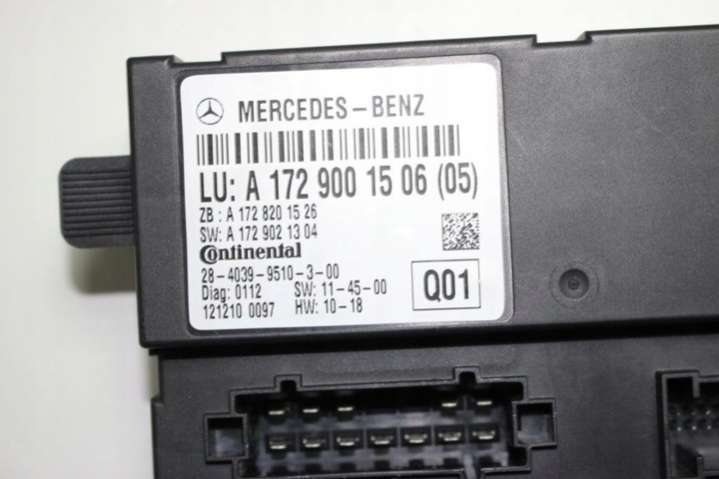 MERCEDES-BENZ
LU: A 172 900 15 06 (05)
ZB : A 172 820 15 26
SW: A 172 902 13 04
Continental
28-4039-9510-3-00
Diag: 0112 SW: 11-45-00
121210 0097 HW: 10-18
Q01